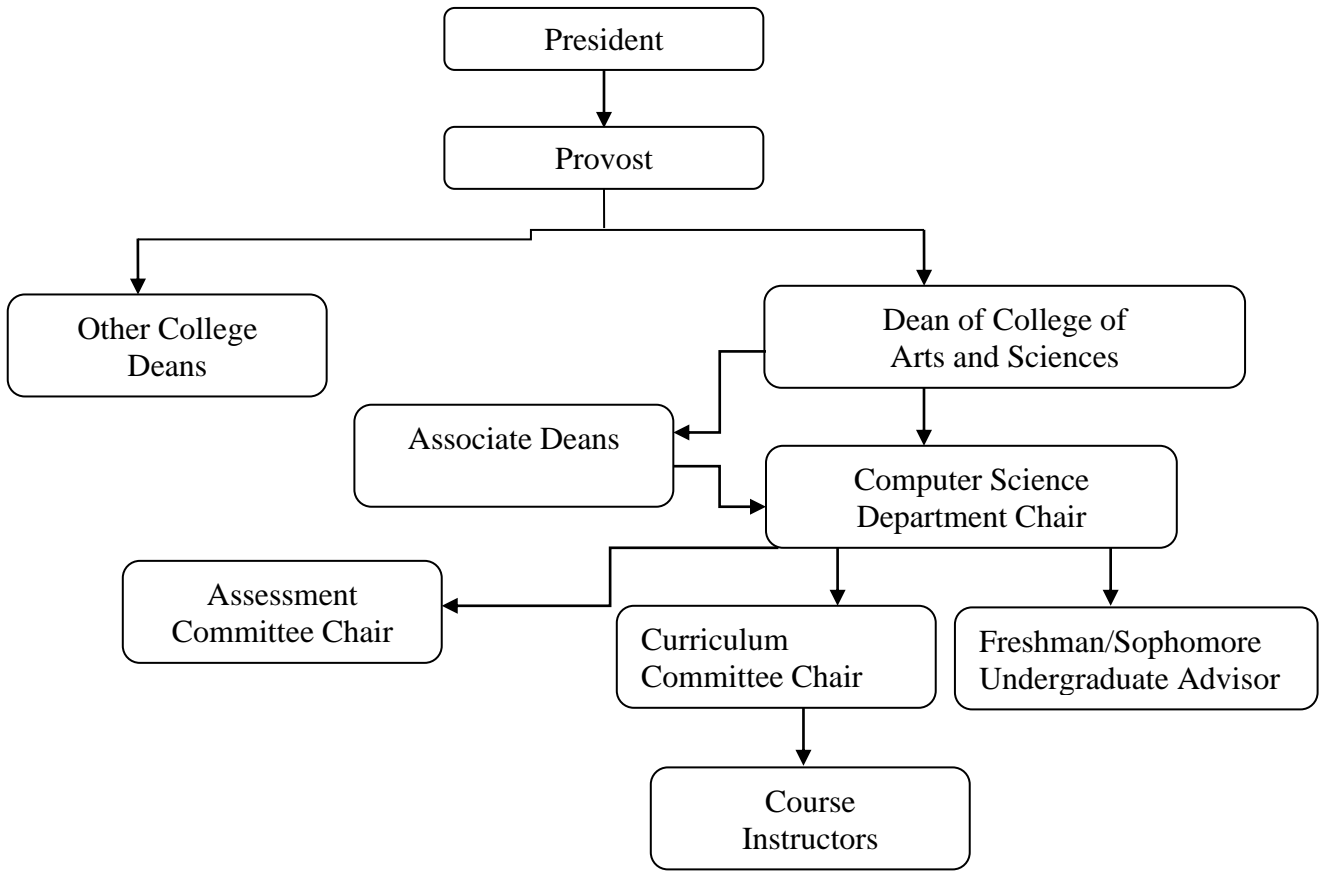 President
Provost
Other College
Deans
Dean of College of
Arts and Sciences
Associate Deans
Computer Science
Department Chair
Assessment
Committee Chair
Curriculum
Committee Chair
Freshman/Sophomore
Undergraduate Advisor
Course
Instructors